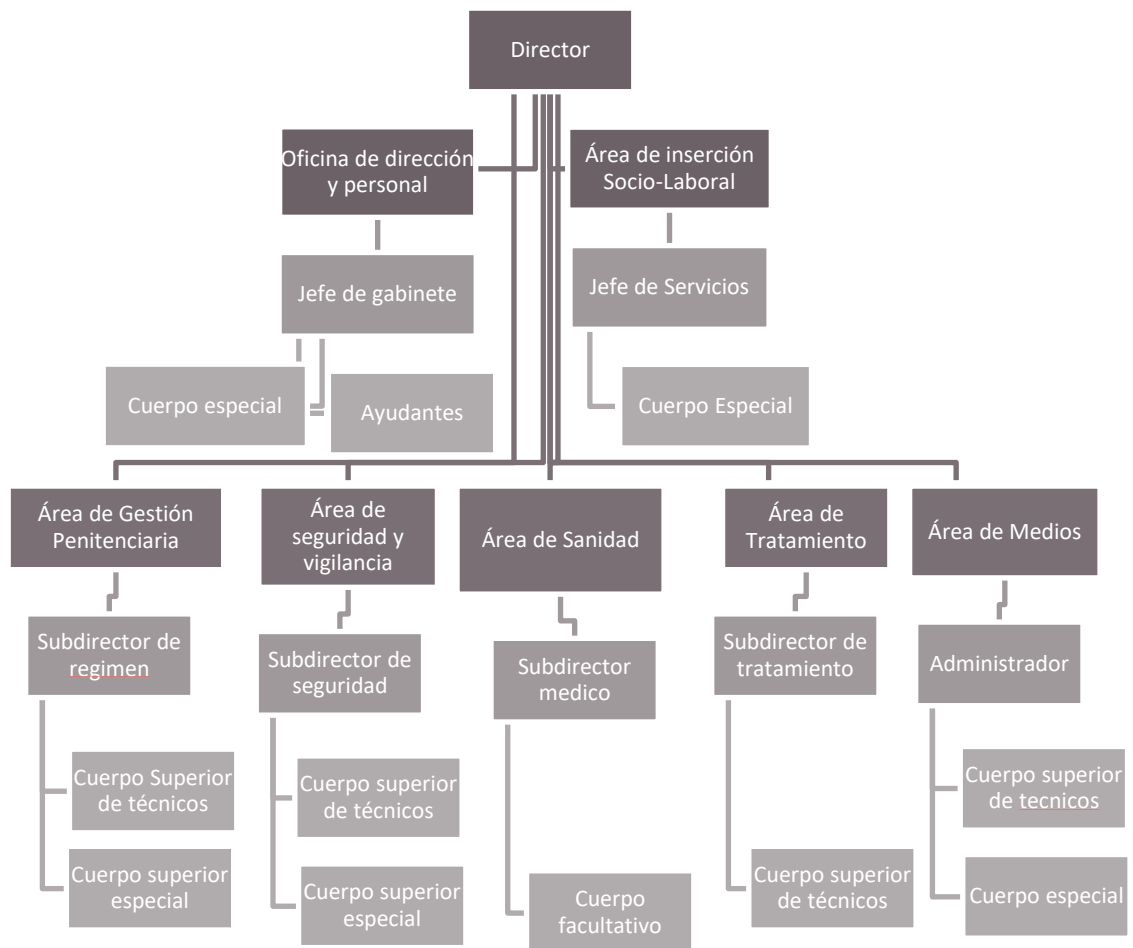 Director
Oficina de dirección
y personal
Área de inserción
Socio-Laboral
Jefe de gabinete
Jefe de Servicios
Cuerpo especial
Ayudantes
Cuerpo Especial
Área de Gestión
Penitenciaria
Área de
seguridad y
vigilancia
Área de Sanidad
Área de
Tratamiento
Área de Medios
Subdirector de
regimen
Subdirector de
seguridad
Subdirector
medico
Subdirector de
tratamiento
Administrador
Cuerpo Superior
de técnicos
Cuerpo superior
de técnicos
Cuerpo superior
de tecnicos
Cuerpo superior
especial
Cuerpo superior
especial
Cuerpo
facultativo
Cuerpo superior
de técnicos
Cuerpo especial